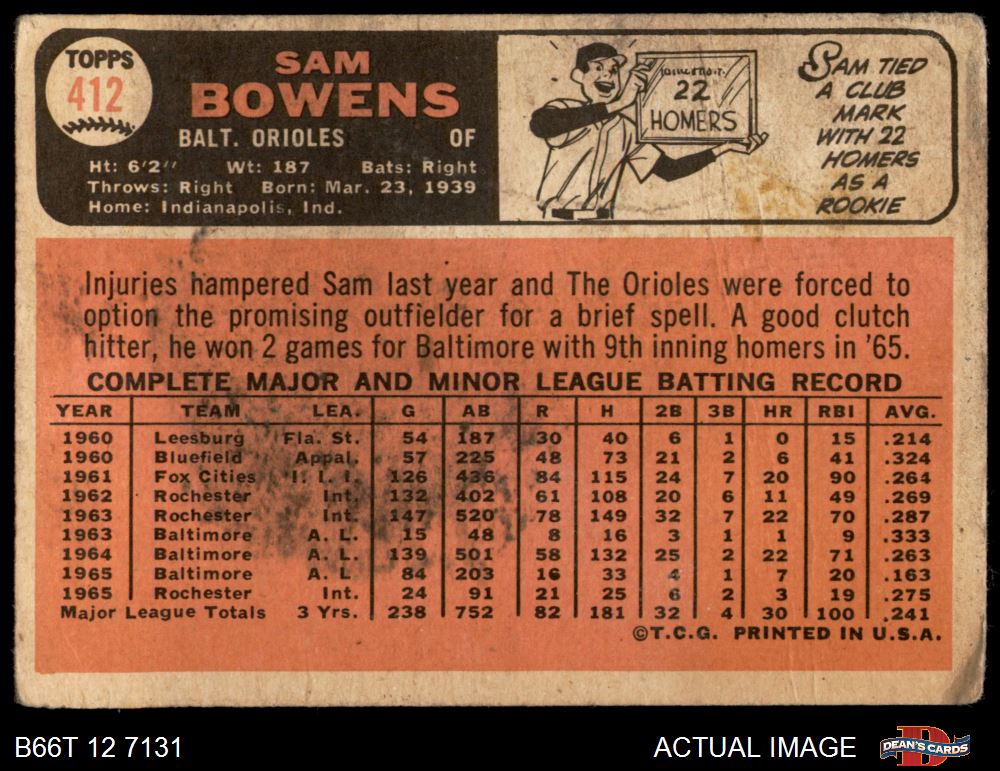 TOPPS
412
SAM
BOWENS
BALT. ORIOLES OF
Ht: 6'2" Wt: 187 Bats: Right
Throws: Right Born: Mar. 23, 1939
Home: Indianapolis, Ind.
22
HOMERS
SAM TIED
A CLUB
MARK
WITH 22
HOMERS
AS A
ROOKIE
Injuries hampered Sam last year and The Orioles were forced to
option the promising outfielder for a brief spell. A good clutch
hitter, he won 2 games for Baltimore with 9th inning homers in '65.
COMPLETE MAJOR AND MINOR LEAGUE BATTING RECORD
YEAR TEAM LEA. G AB R H 2B 3B HR RBI AVG.
1960 Leesburg Fla. St. 54 187 30 40 6 1 0 15 .214
1960 Bluefield Appal. 57 225 48 73 21 2 6 41 .324
1961 Fox Cities I. I. I. 126 436 84 115 24 7 20 90 .264
1962 Rochester Int. 132 402 61 108 20 6 11 49 .269
1963 Rochester Int. 147 520 78 149 32 7 22 70 .287
1963 Baltimore A. L. 15 48 8 16 3 1 1 9 .333
1964 Baltimore A. L. 139 501 58 132 25 2 22 71 .263
1965 Baltimore A. L 84 203 16 33 4 1 7 20 .163
1965 Rochester Int. 24 91 21 25 6 2 3 19 .275
Major League Totals 3 Yrs. 238 752 82 181 32 4 30 100 .241
©T.C.G. PRINTED IN U.S.A.
B66T 12 7131 ACTUAL IMAGE DEAN'S CARDS